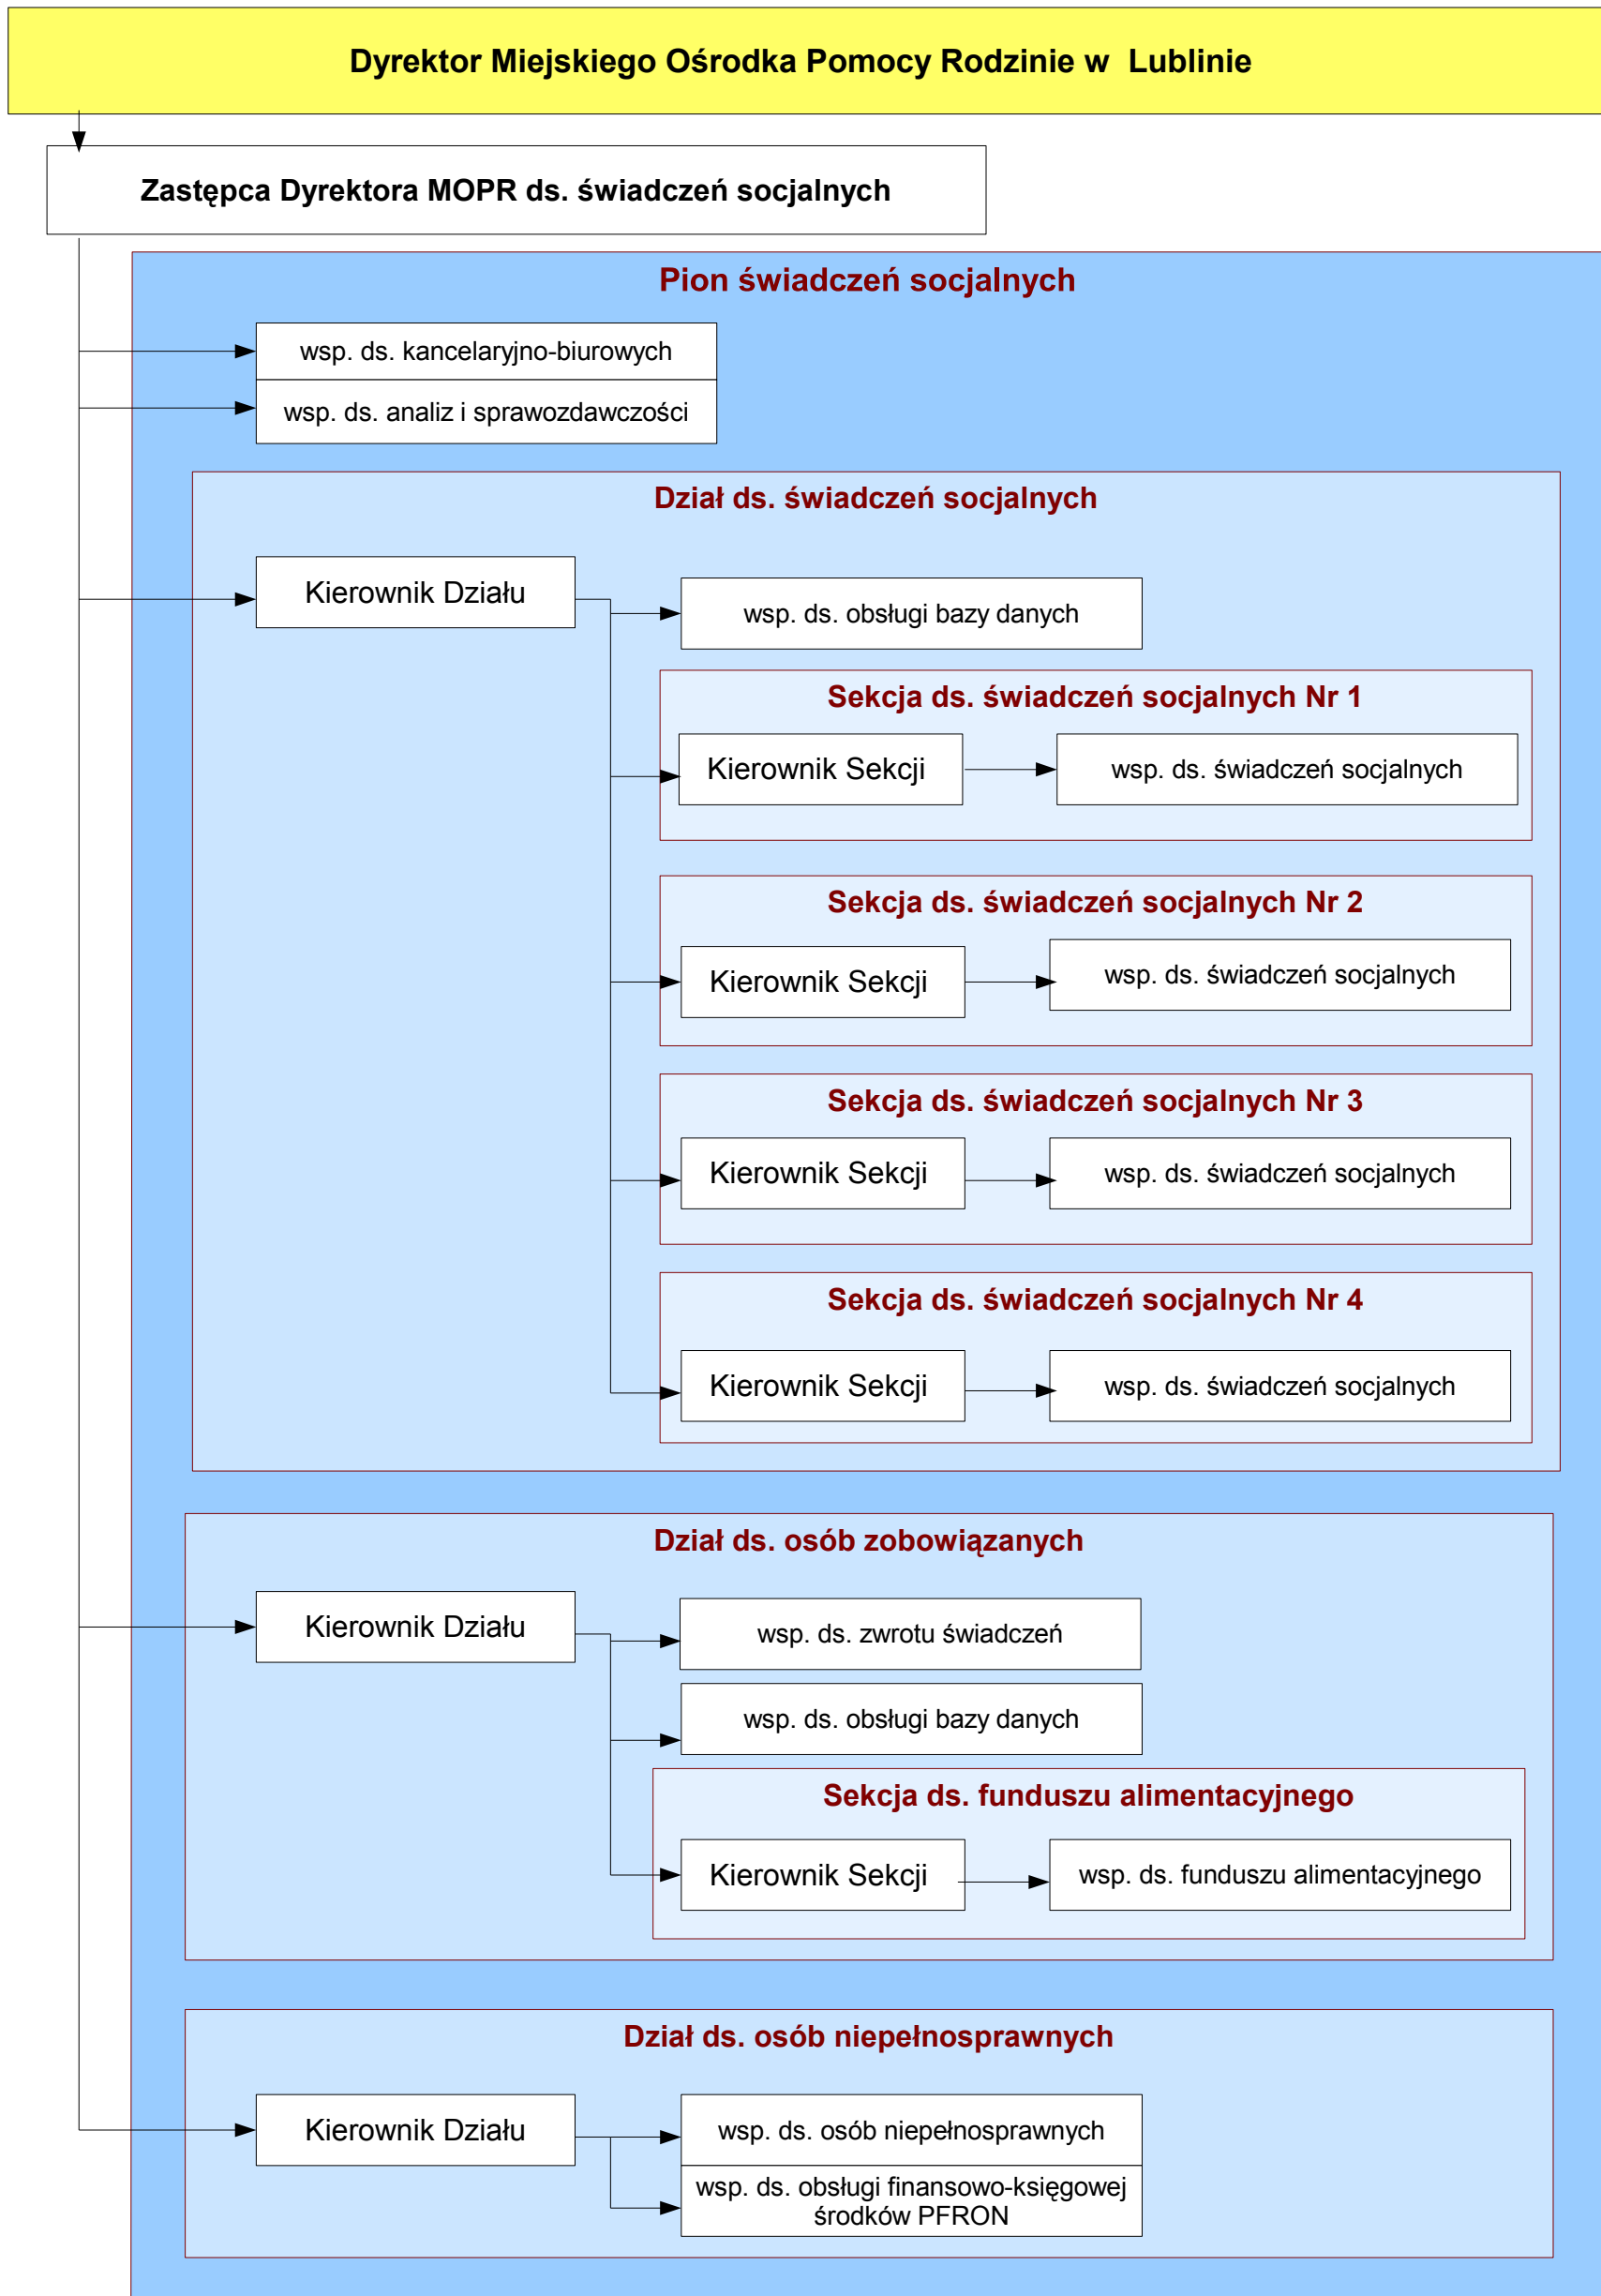 Dyrektor Miejskiego Ośrodka Pomocy Rodzinie w Lublinie
Zastępca Dyrektora MOPR ds. świadczeń socjalnych
Pion świadczeń socjalnych
wsp. ds. kancelaryjno-biurowych
wsp. ds. analiz i sprawozdawczości
Dział ds. świadczeń socjalnych
Kierownik Działu
wsp. ds. obsługi bazy danych
Sekcja ds. świadczeń socjalnych Nr 1
Kierownik Sekcji
wsp. ds. świadczeń socjalnych
Sekcja ds. świadczeń socjalnych Nr 2
Kierownik Sekcji
wsp. ds. świadczeń socjalnych
Sekcja ds. świadczeń socjalnych Nr 3
Kierownik Sekcji
wsp. ds. świadczeń socjalnych
Sekcja ds. świadczeń socjalnych Nr 4
Kierownik Sekcji
wsp. ds. świadczeń socjalnych
Dział ds. osób zobowiązanych
Kierownik Działu
wsp. ds. zwrotu świadczeń
wsp. ds. obsługi bazy danych
Sekcja ds. funduszu alimentacyjnego
Kierownik Sekcji
wsp. ds. funduszu alimentacyjnego
Dział ds. osób niepełnosprawnych
Kierownik Działu
wsp. ds. osób niepełnosprawnych
wsp. ds. obsługi finansowo-księgowej
środków PFRON